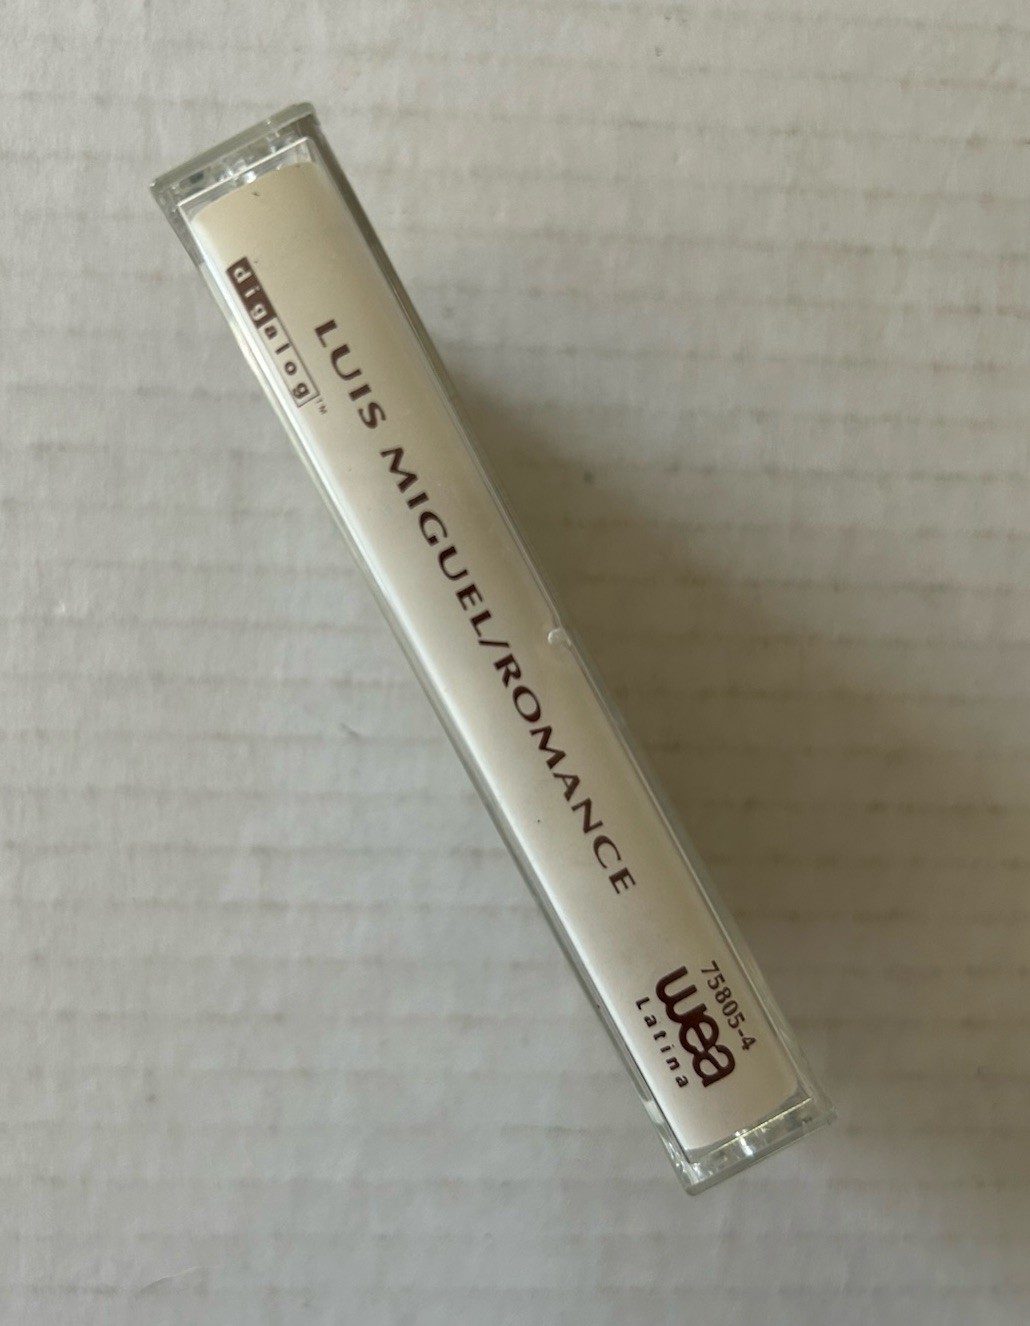 digalog™
LUIS MIGUEL/ROMANCE
75805-4
wea
Latina